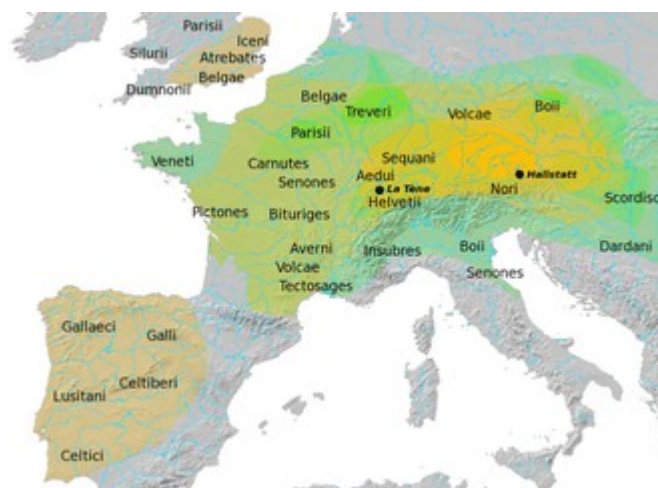 Parisii
Iceni
Silurii
Atrebates
Belgae
Dumnonii
Belgae
Treveri
Volcae
Boii
Parisii
Veneti
Carnutes
Sequani
Senones
Aedui
Hallstatt
La Tène
Nori
Helvetii
Scordisc
Pictones
Bituriges
Averni
Insubres
Boii
Dardani
Volcae
Tectosages
Senones
Gallaeci
Galli
Celtiberi
Lusitani
Celtici